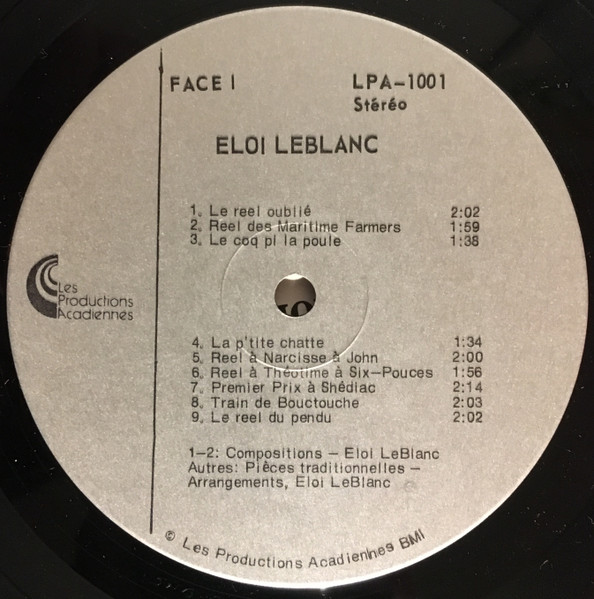 FACE I
LPA-1001
Stéréo
ELOI LEBLANC
1. Le reel oublié 2:02
2. Reel des Maritime Farmers 1:59
3. Le coq pi la poule 1:38
Les
Productions
Acadiennes
4. La p'tite chatte 1:34
5. Reel à Narcisse à John 2:00
6. Reel à Théotime à Six-Pouces 1:56
7. Premier Prix à Shédiac 2:14
8. Train de Bouctouche 2:03
9. Le reel du pendu 2:02
1-2: Compositions - Eloi LeBlanc
Autres: Pièces traditionnelles -
Arrangements, Eloi LeBlanc
© Les Productions Acadiennes BMI